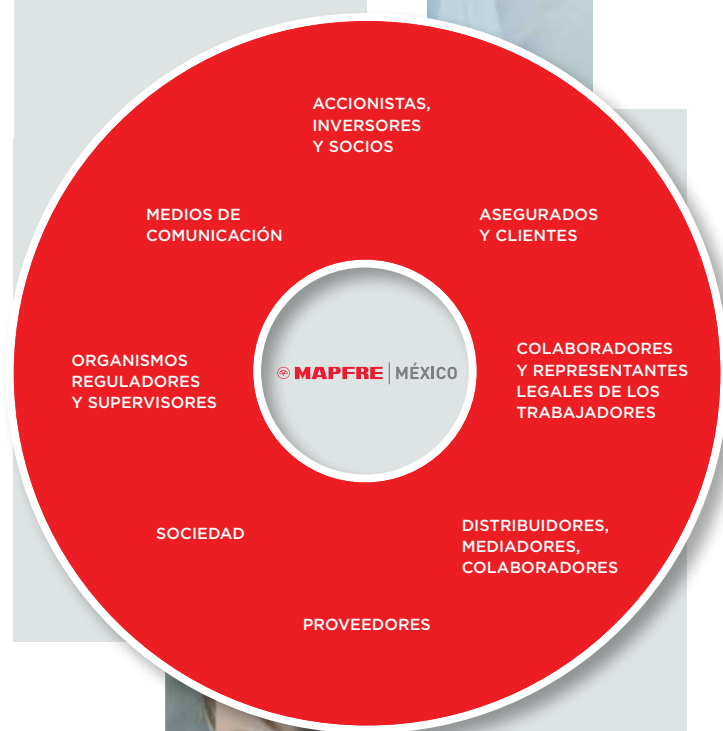 ACCIONISTAS,
INVERSORES
Y SOCIOS
MEDIOS DE
COMUNICACIÓN
ASEGURADOS
Y CLIENTES
ORGANISMOS
REGULADORES
Y SUPERVISORES
MAPFRE | MÉXICO
COLABORADORES
Y REPRESENTANTES
LEGALES DE LOS
TRABAJADORES
SOCIEDAD
DISTRIBUIDORES,
MEDIADORES,
COLABORADORES
PROVEEDORES